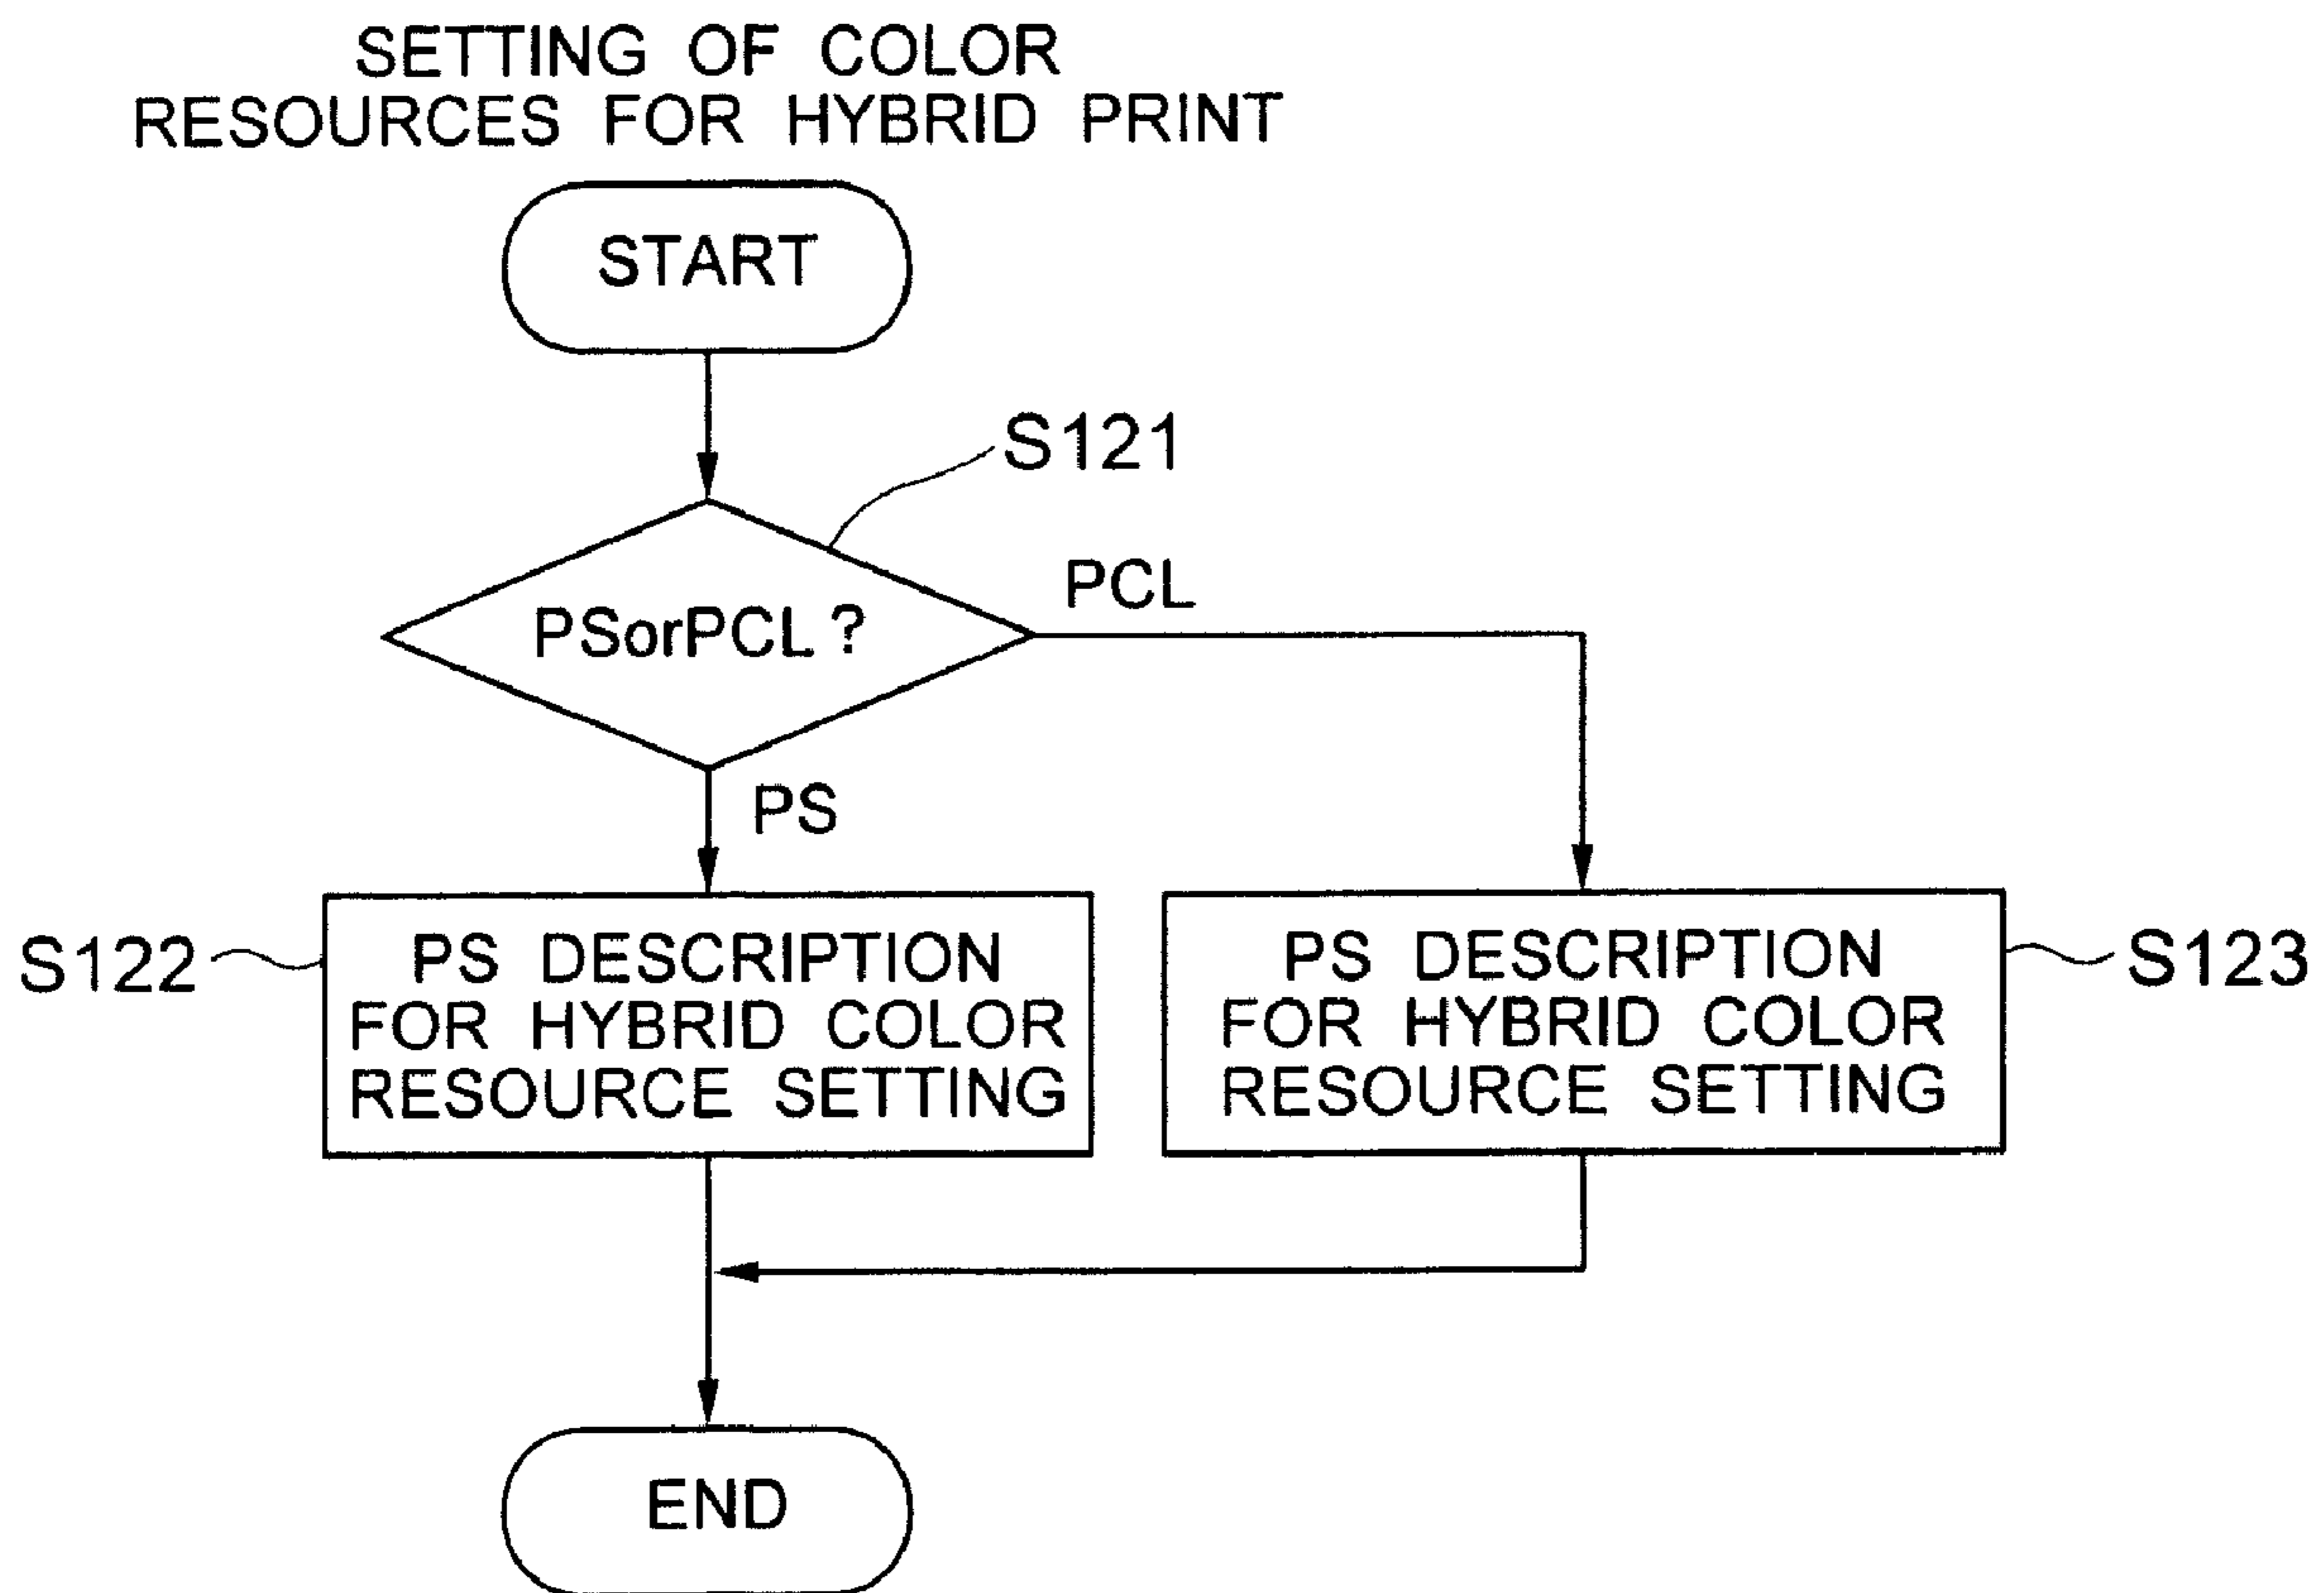 SETTING OF COLOR
RESOURCES FOR HYBRID PRINT
START
S121
PSorPCL ?
PCL
PS
S122
PS DESCRIPTION
FOR HYBRID COLOR
RESOURCE SETTING
PS DESCRIPTION
FOR HYBRID COLOR
RESOURCE SETTING
S123
END